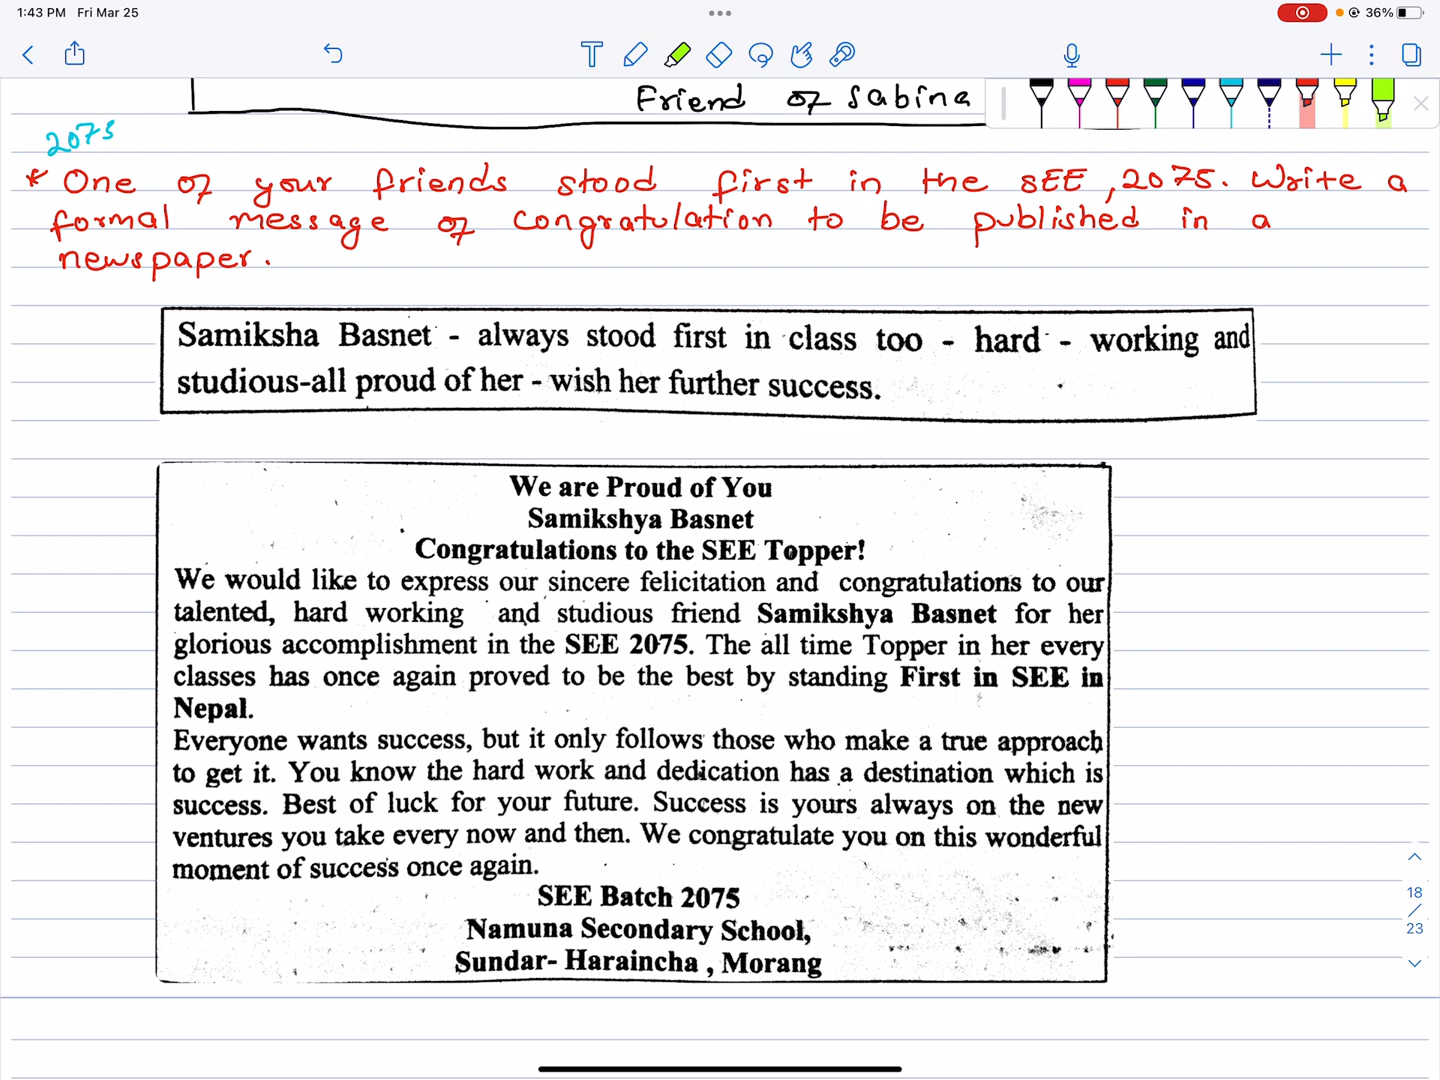 1:43 PM Fri Mar 25
36%
Friend of Sabina
2075
* One of your friends stood first in the SEE, 2075. Write a
formal message of congratulation to be published in a
newspaper.
Samiksha Basnet - always stood first in class too - hard - working and
studious-all proud of her - wish her further success.
We are Proud of You
Samikshya Basnet
Congratulations to the SEE Topper!
We would like to express our sincere felicitation and congratulations to our
talented, hard working and studious friend Samikshya Basnet for her
glorious accomplishment in the SEE 2075. The all time Topper in her every
classes has once again proved to be the best by standing First in SEE in
Nepal.
Everyone wants success, but it only follows those who make a true approach
to get it. You know the hard work and dedication has a destination which is
success. Best of luck for your future. Success is yours always on the new
ventures you take every now and then. We congratulate you on this wonderful
moment of success once again.
SEE Batch 2075
Namuna Secondary School,
Sundar- Haraincha , Morang
18
/
23